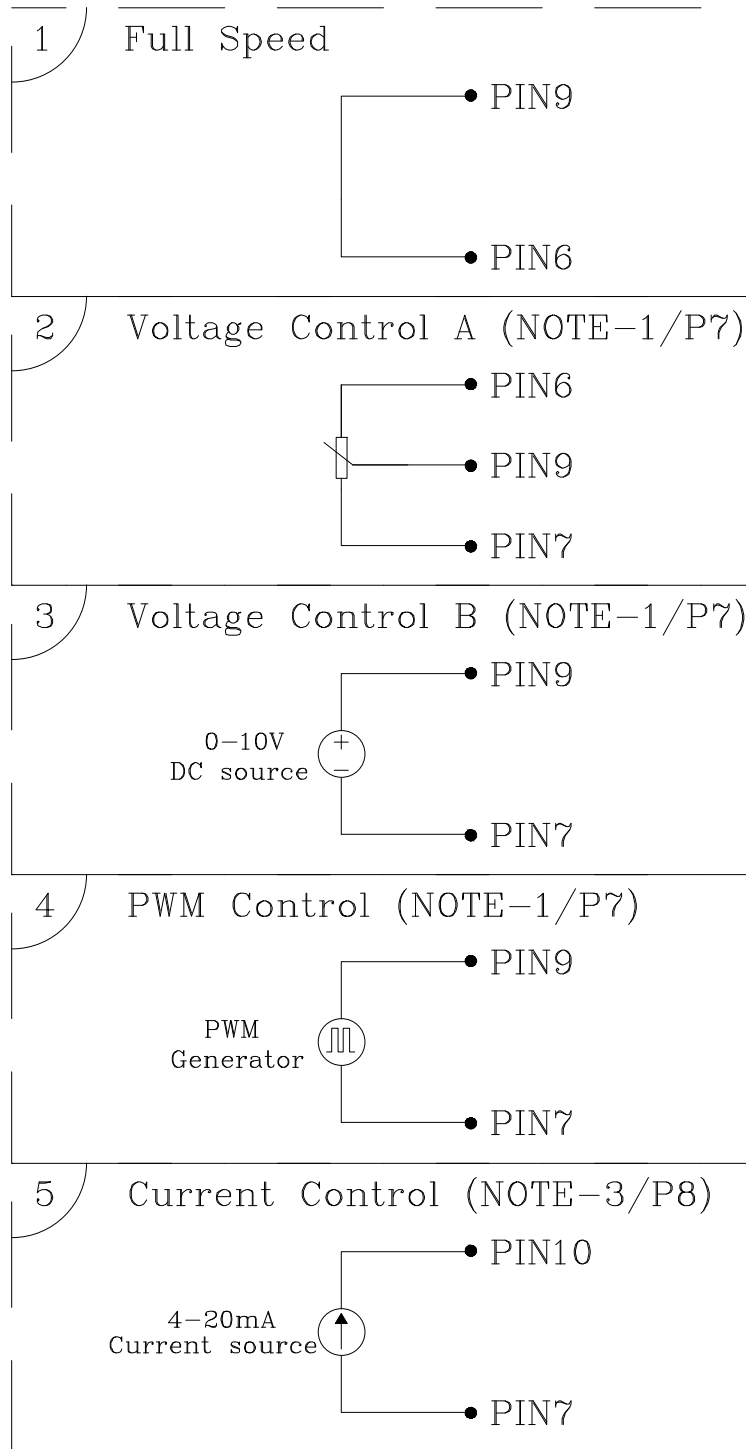 1 Full Speed
PIN9
PIN6
2 Voltage Control A (NOTE-1/P7)
PIN6
PIN9
PIN7
3 Voltage Control B (NOTE-1/P7)
PIN9
0-10V
DC source
+
−
PIN7
4 PWM Control (NOTE-1/P7)
PIN9
PWM
Generator
PIN7
5 Current Control (NOTE-3/P8)
PIN10
4-20mA
Current source
PIN7